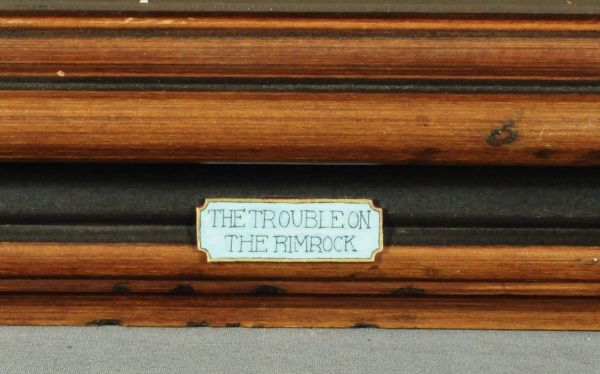 THE TROUBLE ON
THE RIMROCK